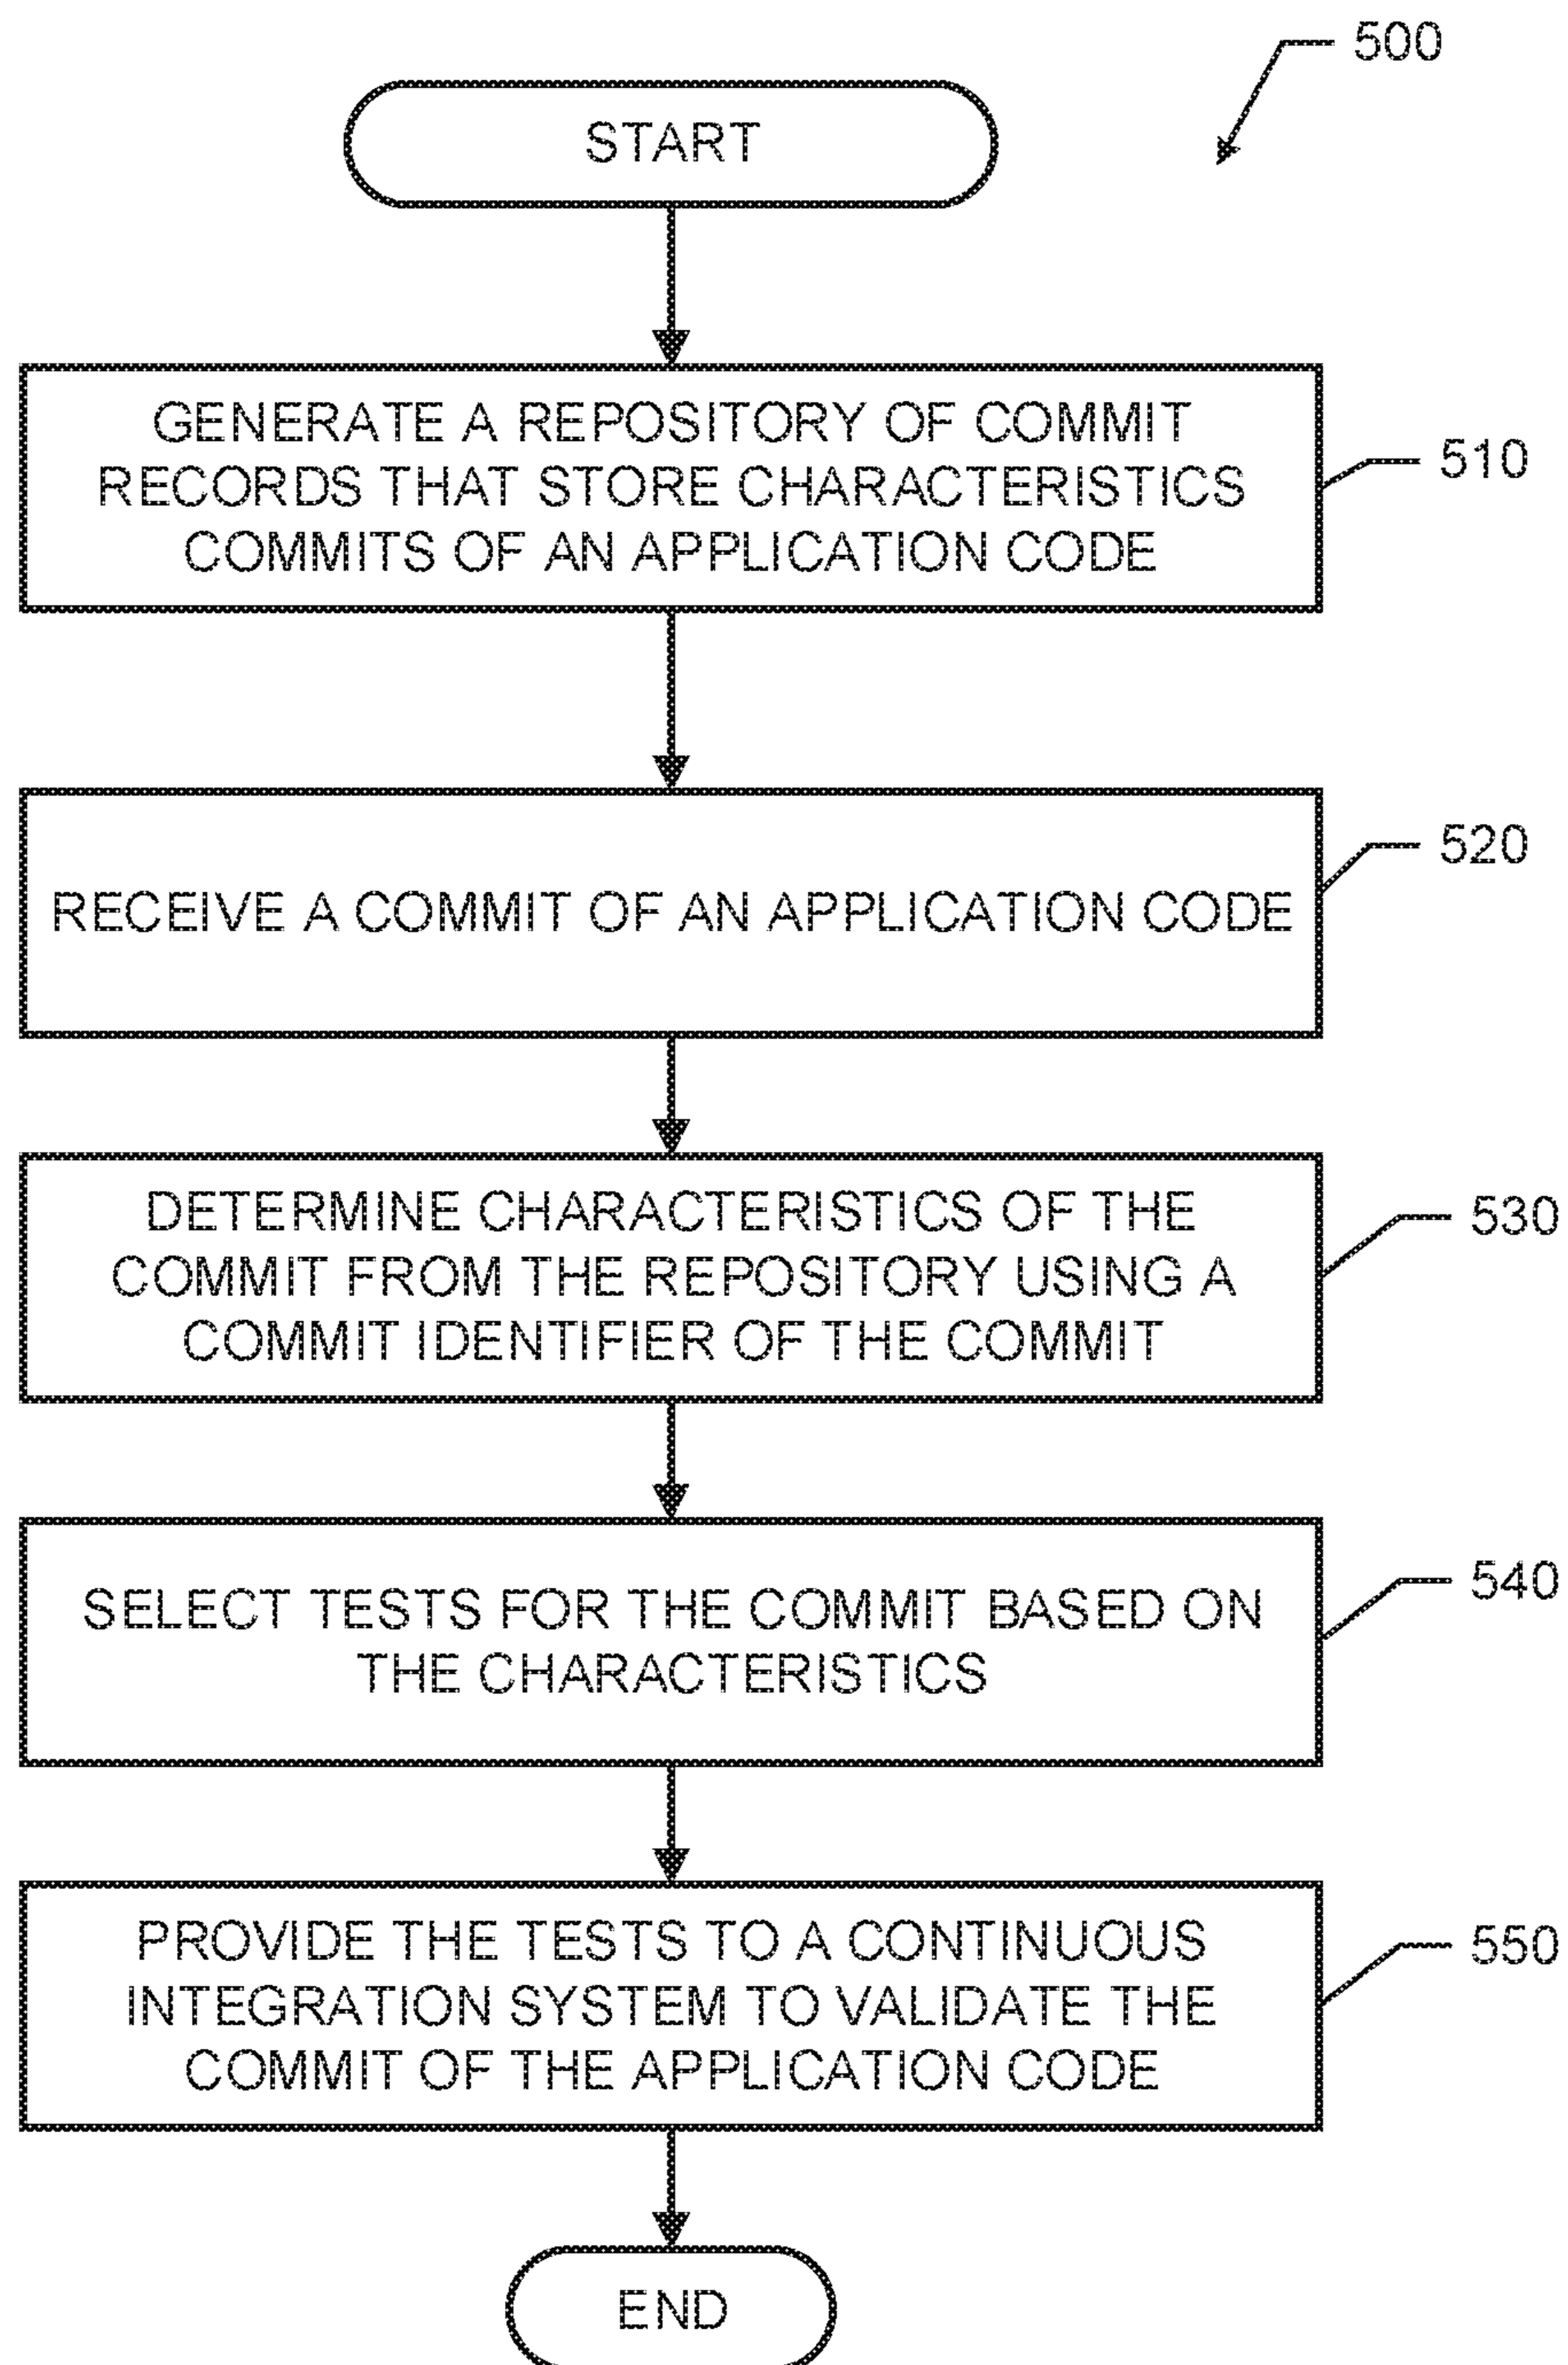 500
START
GENERATE A REPOSITORY OF COMMIT
RECORDS THAT STORE CHARACTERISTICS
COMMITS OF AN APPLICATION CODE
510
RECEIVE A COMMIT OF AN APPLICATION CODE
520
DETERMINE CHARACTERISTICS OF THE
COMMIT FROM THE REPOSITORY USING A
COMMIT IDENTIFIER OF THE COMMIT
530
SELECT TESTS FOR THE COMMIT BASED ON
THE CHARACTERISTICS
540
PROVIDE THE TESTS TO A CONTINUOUS
INTEGRATION SYSTEM TO VALIDATE THE
COMMIT OF THE APPLICATION CODE
550
END